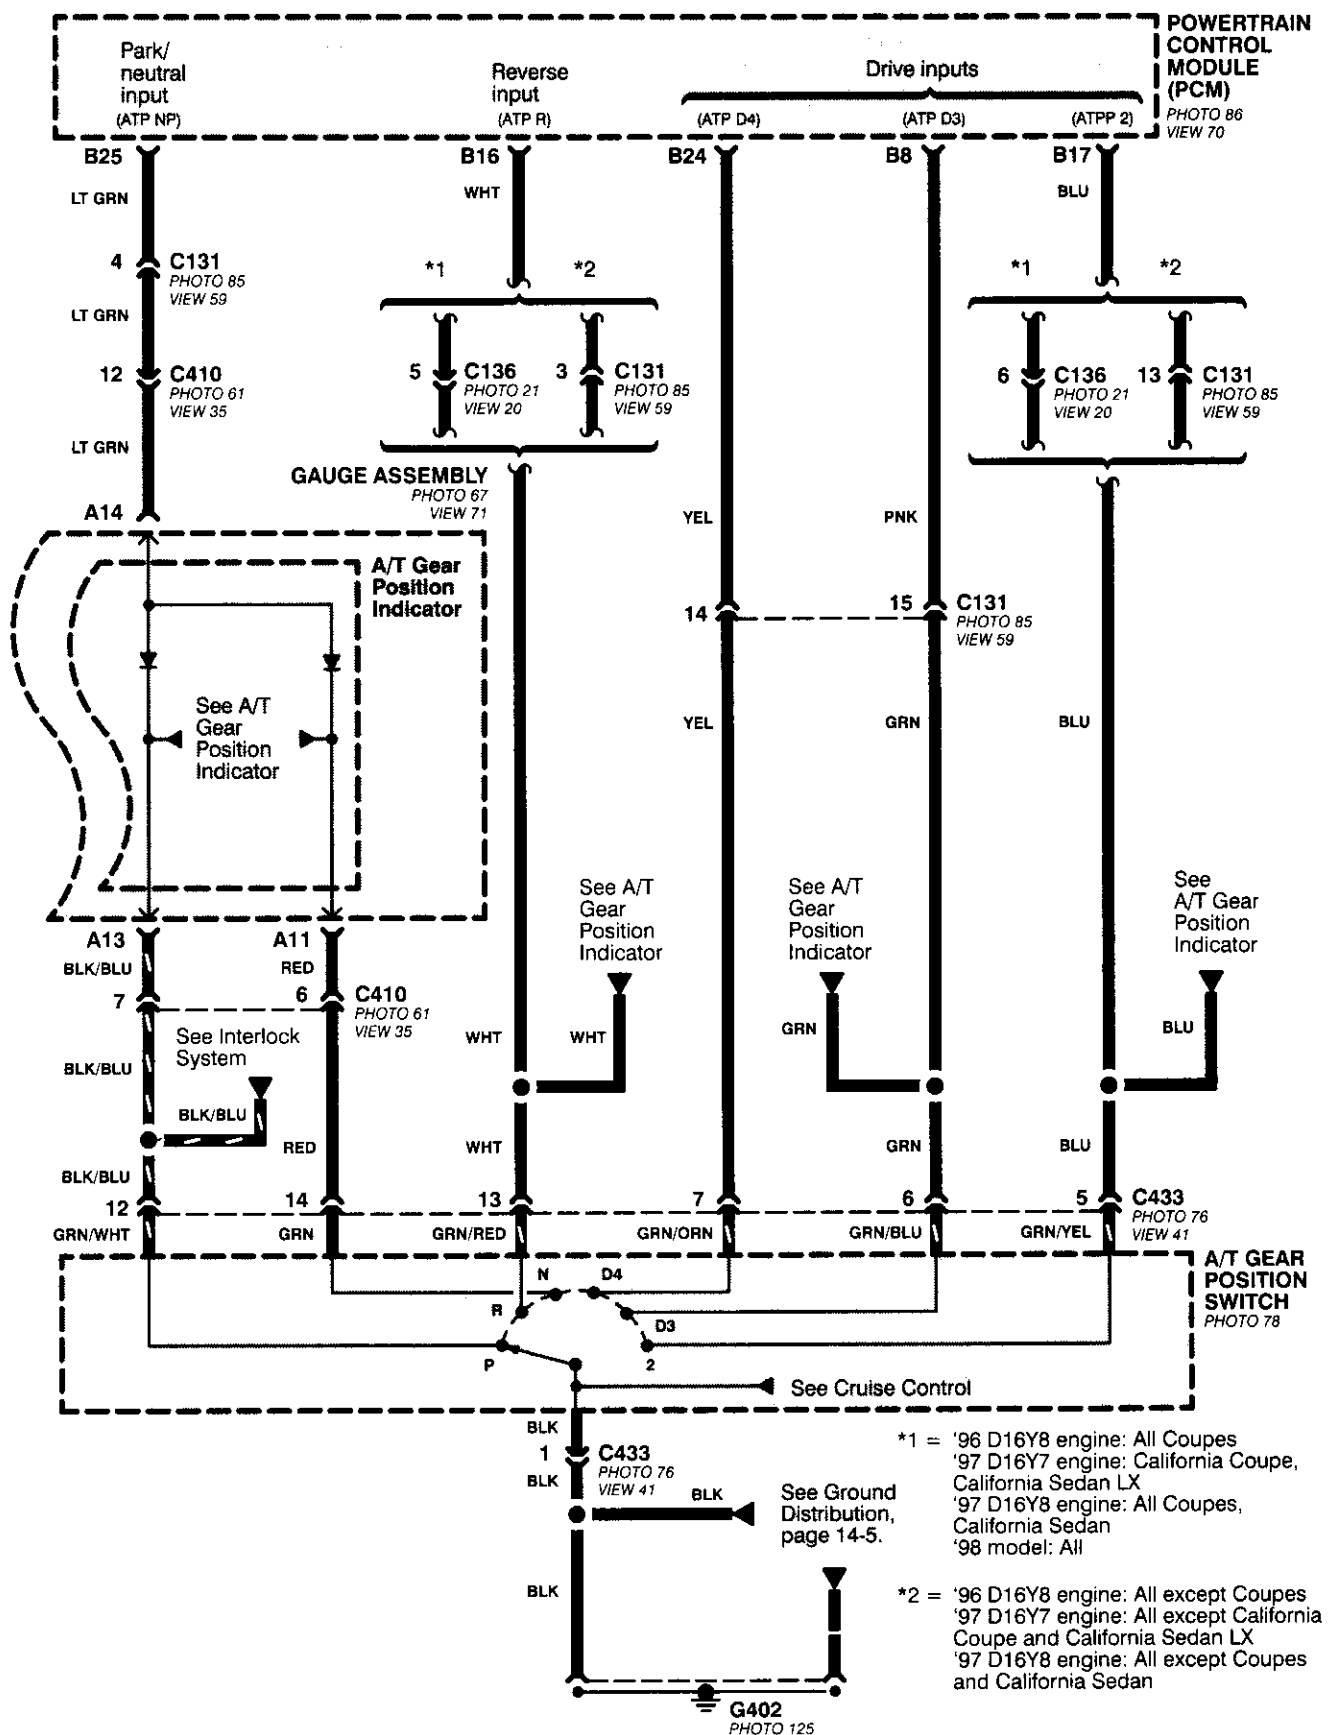 POWERTRAIN
CONTROL
MODULE
(PCM)
PHOTO 86
VIEW 70
Park/
neutral
input
(ATP NP)
Reverse
input
(ATP R)
Drive inputs
(ATP D4)
(ATP D3)
(ATPP 2)
B25
B16
B24
B8
B17
LT GRN
WHT
BLU
4
C131
PHOTO 85
VIEW 59
*1
*2
*1
*2
LT GRN
12
C410
PHOTO 61
VIEW 35
5
C136
PHOTO 21
VIEW 20
3
C131
PHOTO 85
VIEW 59
6
C136
PHOTO 21
VIEW 20
13
C131
PHOTO 85
VIEW 59
LT GRN
GAUGE ASSEMBLY
PHOTO 67
VIEW 71
A14
YEL
PNK
A/T Gear
Position
Indicator
14
15
C131
PHOTO 85
VIEW 59
See A/T
Gear
Position
Indicator
YEL
GRN
BLU
See A/T
Gear
Position
Indicator
See A/T
Gear
Position
Indicator
See
A/T Gear
Position
Indicator
A13
A11
BLK/BLU
RED
7
6
C410
PHOTO 61
VIEW 35
See Interlock
System
WHT
WHT
GRN
BLU
BLK/BLU
BLK/BLU
RED
WHT
GRN
BLU
BLK/BLU
12
14
13
7
6
5
C433
PHOTO 76
VIEW 41
GRN/WHT
GRN
GRN/RED
GRN/ORN
GRN/BLU
GRN/YEL
A/T GEAR
POSITION
SWITCH
PHOTO 78
N
D4
R
D3
P
2
See Cruise Control
BLK
1
C433
PHOTO 76
VIEW 41
BLK
BLK
See Ground
Distribution,
page 14-5.
BLK
G402
PHOTO 125
*1 = '96 D16Y8 engine: All Coupes
'97 D16Y7 engine: California Coupe,
California Sedan LX
'97 D16Y8 engine: All Coupes,
California Sedan
'98 model: All
*2 = '96 D16Y8 engine: All except Coupes
'97 D16Y7 engine: All except California
Coupe and California Sedan LX
'97 D16Y8 engine: All except Coupes
and California Sedan